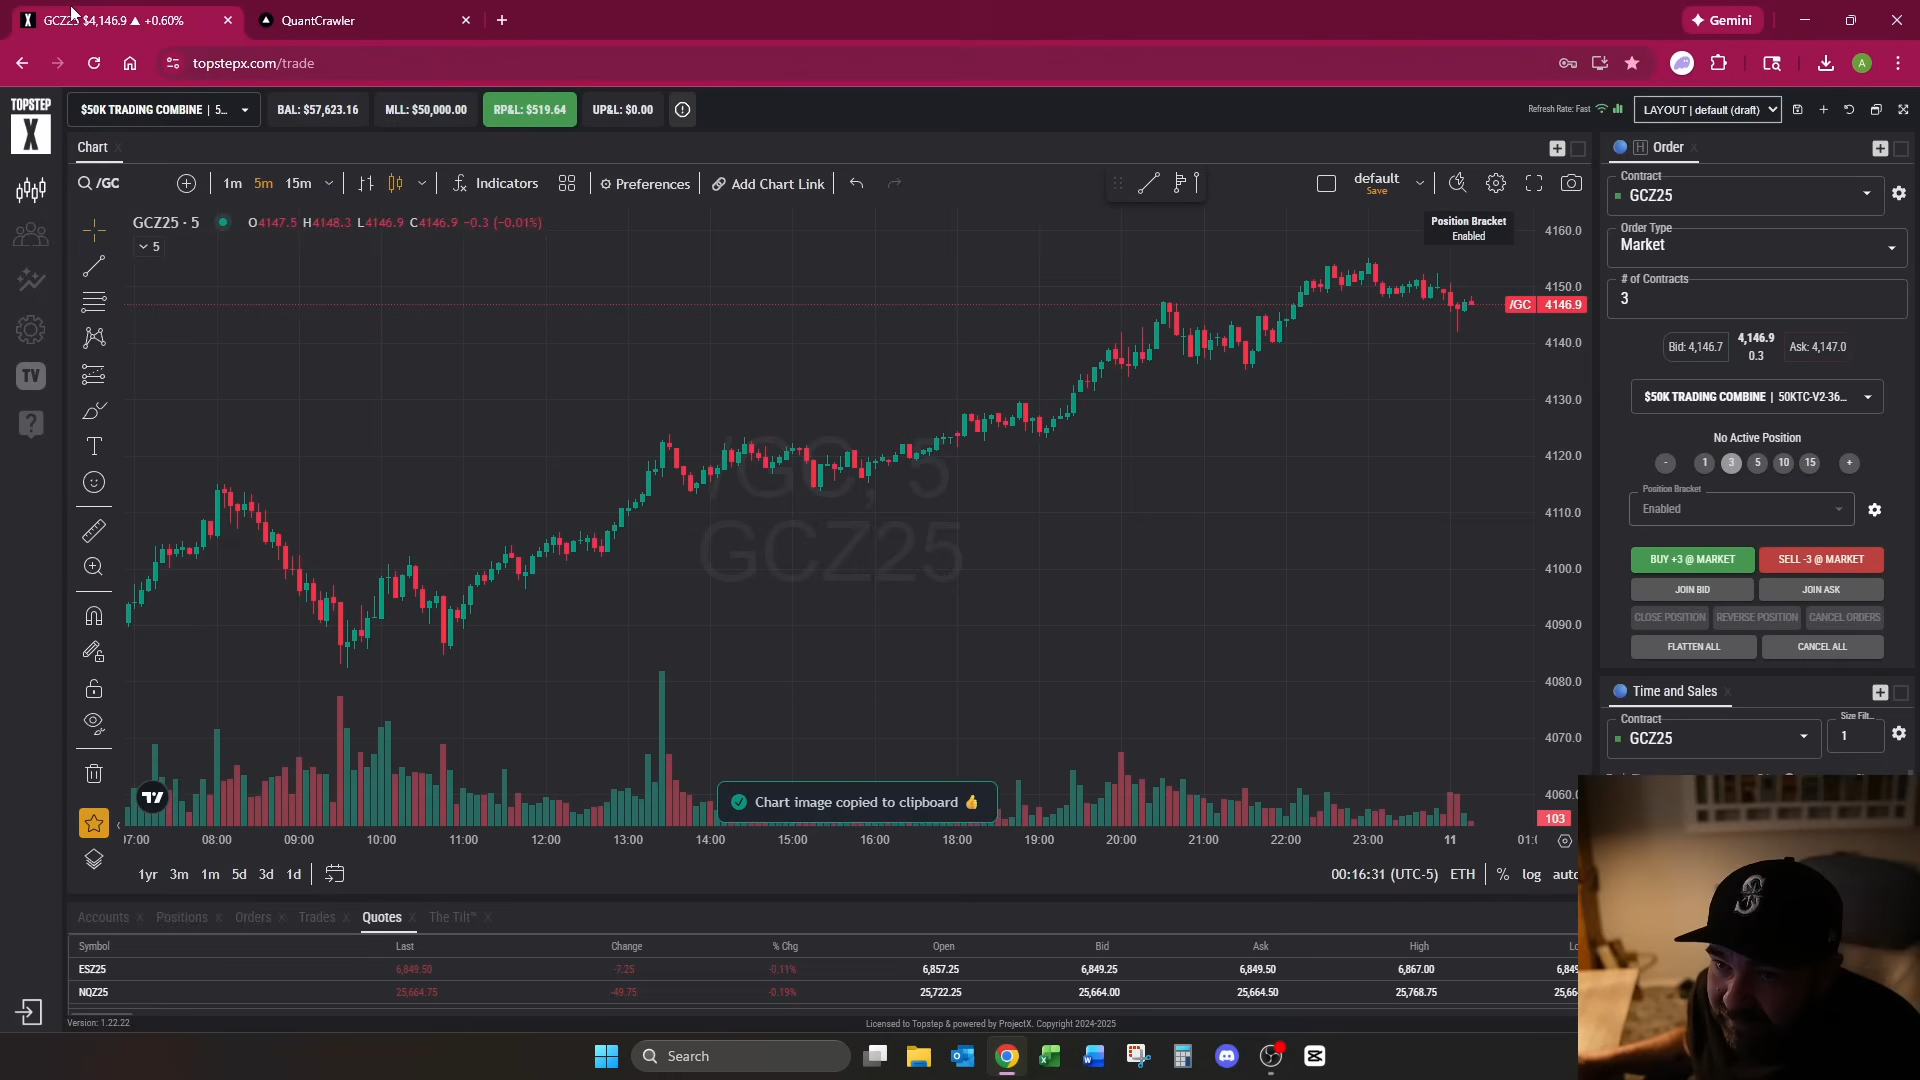 GCZ25 $4,146.9 ▲ +0.60%
QuantCrawler
Gemini
topstepx.com/trade
A
TOPSTEP
X
$50K TRADING COMBINE | 5...
BAL: $57,623.16
MLL: $50,000.00
RP&L: $519.64
UP&L: $0.00
Refresh Rate: Fast
LAYOUT | default (draft)
Chart
/GC
1m 5m 15m
Indicators
Preferences
Add Chart Link
default
Save
GCZ25 · 5
O4147.5 H4148.3 L4146.9 C4146.9 −0.3 (−0.01%)
5
Position Bracket
Enabled
/GC, 5
GCZ25
4160.0
4150.0
/GC 4146.9
4140.0
4130.0
4120.0
4110.0
4100.0
4090.0
4080.0
4070.0
4060.0
103
Chart image copied to clipboard 👍
17:00 08:00 09:00 10:00 11:00 12:00 13:00 14:00 15:00 16:00 17:00 18:00 19:00 20:00 21:00 22:00 23:00 11 01:0
1yr 3m 1m 5d 3d 1d
00:16:31 (UTC-5) ETH % log auto
TV
Order
Contract
GCZ25
Order Type
Market
# of Contracts
3
Bid: 4,146.7
4,146.9
0.3
Ask: 4,147.0
$50K TRADING COMBINE | 50KTC-V2-36...
No Active Position
- 1 3 5 10 15 +
Position Bracket
Enabled
BUY +3 @ MARKET
SELL -3 @ MARKET
JOIN BID
JOIN ASK
CLOSE POSITION
REVERSE POSITION
CANCEL ORDERS
FLATTEN ALL
CANCEL ALL
Time and Sales
Contract
GCZ25
Size Filt...
1
Accounts Positions Orders Trades Quotes The Tilt™
Symbol Last Change % Chg Open Bid Ask High Lo
ESZ25 6,849.50 -7.25 -0.11% 6,857.25 6,849.25 6,849.50 6,867.00 6,849
NQZ25 25,664.75 -49.75 -0.19% 25,722.25 25,664.00 25,664.50 25,768.75 25,66
Version: 1.22.22
Licensed to Topstep & powered by ProjectX. Copyright 2024-2025
Search